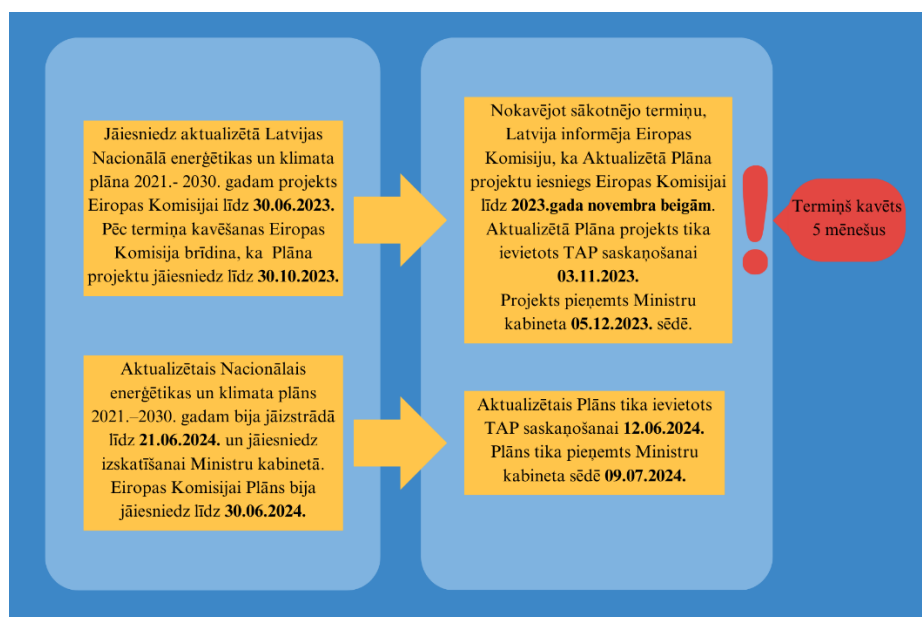 Jāiesniedz aktualizētā Latvijas
Nacionālā enerģētikas un klimata
plāna 2021.- 2030. gadam projekts
Eiropas Komisijai līdz 30.06.2023.
Pēc termiņa kavēšanas Eiropas
Komisija brīdina, ka Plāna
projektu jāiesniedz līdz 30.10.2023.
Nokavējot sākotnējo termiņu,
Latvija informēja Eiropas
Komisiju, ka Aktualizētā Plāna
projektu iesniegs Eiropas Komisijai
līdz 2023.gada novembra beigām.
Aktualizētā Plāna projekts tika
ievietots TAP saskaņošanai
03.11.2023.
Projekts pieņemts Ministru
kabineta 05.12.2023. sēdē.
Termiņš kavēts
5 mēnešus
Aktualizētais Nacionālais
enerģētikas un klimata plāns
2021.–2030. gadam bija jāizstrādā
līdz 21.06.2024. un jāiesniedz
izskatīšanai Ministru kabinetā.
Eiropas Komisijai Plāns bija
jāiesniedz līdz 30.06.2024.
Aktualizētais Plāns tika ievietots
TAP saskaņošanai 12.06.2024.
Plāns tika pieņemts Ministru
kabineta sēdē 09.07.2024.